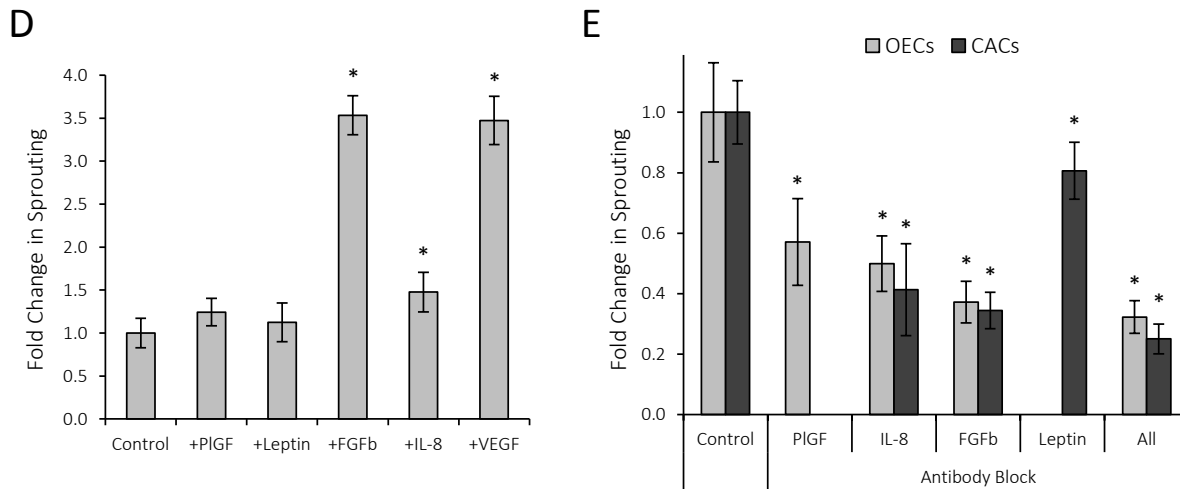 D
Fold Change in Sprouting
4.0
3.5
3.0
2.5
2.0
1.5
1.0
0.5
0.0
*
*
*
Control +PlGF +Leptin +FGFb +IL-8 +VEGF
E
OECs CACs
Fold Change in Sprouting
1.0
0.8
0.6
0.4
0.2
0.0
*
* *
* *
*
* *
Control PlGF IL-8 FGFb Leptin All
Antibody Block